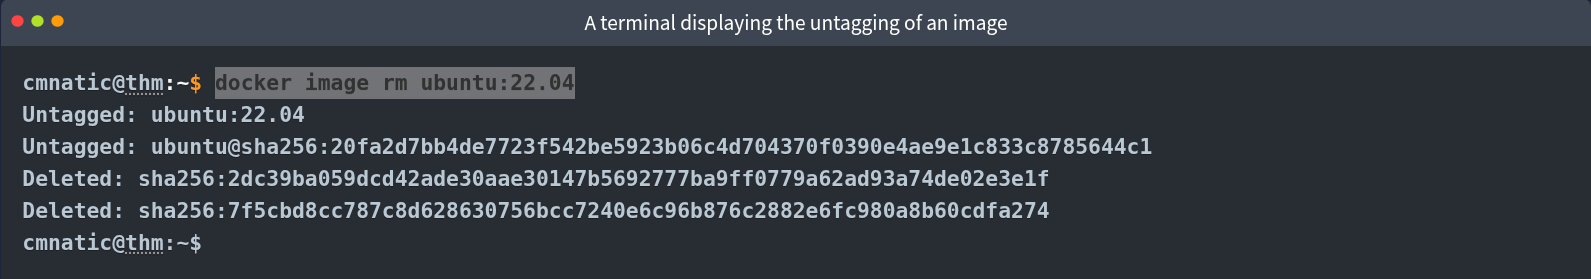 A terminal displaying the untagging of an image
cmnatic@thm:~$ docker image rm ubuntu:22.04
Untagged: ubuntu:22.04
Untagged: ubuntu@sha256:20fa2d7bb4de7723f542be5923b06c4d704370f0390e4ae9e1c833c8785644c1
Deleted: sha256:2dc39ba059dcd42ade30aae30147b5692777ba9ff0779a62ad93a74de02e3e1f
Deleted: sha256:7f5cbd8cc787c8d628630756bcc7240e6c96b876c2882e6fc980a8b60cdfa274
cmnatic@thm:~$